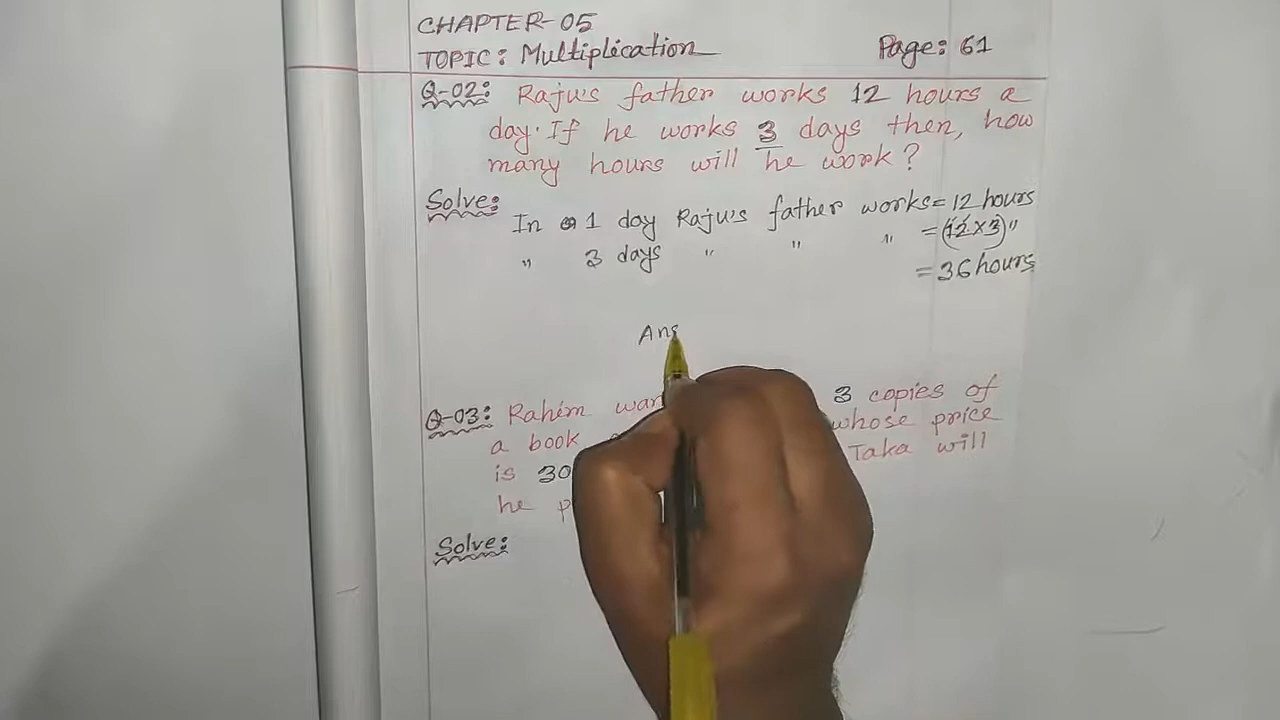 CHAPTER-05
TOPIC: Multiplication Page: 61
Q-02: Raju's father works 12 hours a
day. If he works 3 days then, how
many hours will he work?
Solve: In 1 day Raju's father works = 12 hours
" 3 days " " " = (12×3) "
= 36 hours
Ans
Q-03: Rahim 3 copies of
a book whose price
is 30 Taka will
he
Solve: